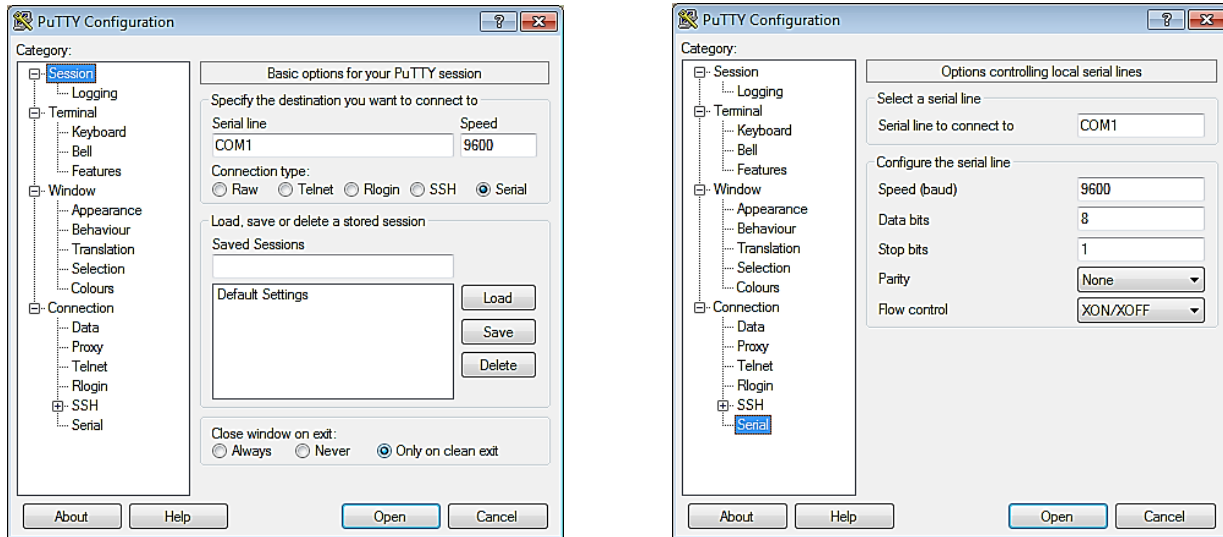 PuTTY Configuration
Category:
Session
Logging
Terminal
Keyboard
Bell
Features
Window
Appearance
Behaviour
Translation
Selection
Colours
Connection
Data
Proxy
Telnet
Rlogin
SSH
Serial
Basic options for your PuTTY session
Specify the destination you want to connect to
Serial line Speed
COM1 9600
Connection type:
Raw Telnet Rlogin SSH Serial
Load, save or delete a stored session
Saved Sessions
Default Settings
Load
Save
Delete
Close window on exit:
Always Never Only on clean exit
About Help Open Cancel
PuTTY Configuration
Category:
Session
Logging
Terminal
Keyboard
Bell
Features
Window
Appearance
Behaviour
Translation
Selection
Colours
Connection
Data
Proxy
Telnet
Rlogin
SSH
Serial
Options controlling local serial lines
Select a serial line
Serial line to connect to COM1
Configure the serial line
Speed (baud) 9600
Data bits 8
Stop bits 1
Parity None
Flow control XON/XOFF
About Help Open Cancel